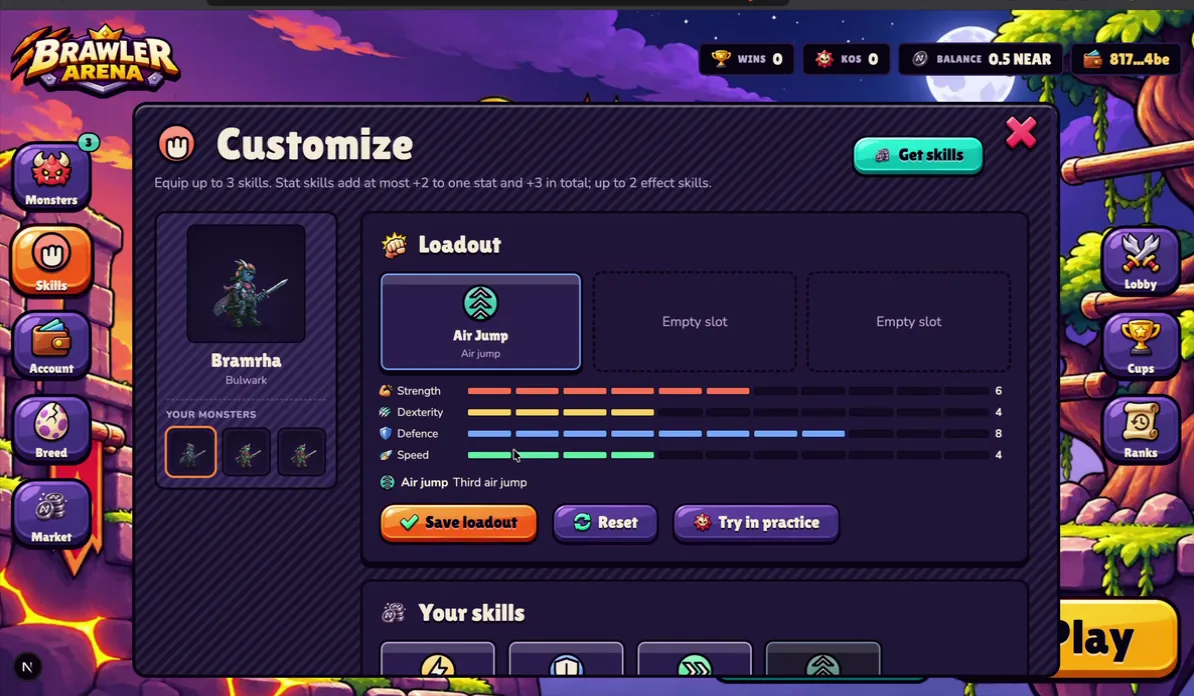 BRAWLER
ARENA
WINS 0
KOS 0
BALANCE 0.5 NEAR
817...4be
3
Monsters
Skills
Account
Breed
Market
Customize
Get skills
Equip up to 3 skills. Stat skills add at most +2 to one stat and +3 in total; up to 2 effect skills.
Bramrha
Bulwark
YOUR MONSTERS
Loadout
Air Jump
Air jump
Empty slot
Empty slot
Strength 6
Dexterity 4
Defence 8
Speed 4
Air jump Third air jump
Save loadout
Reset
Try in practice
Your skills
Lobby
Cups
Ranks
Play
N